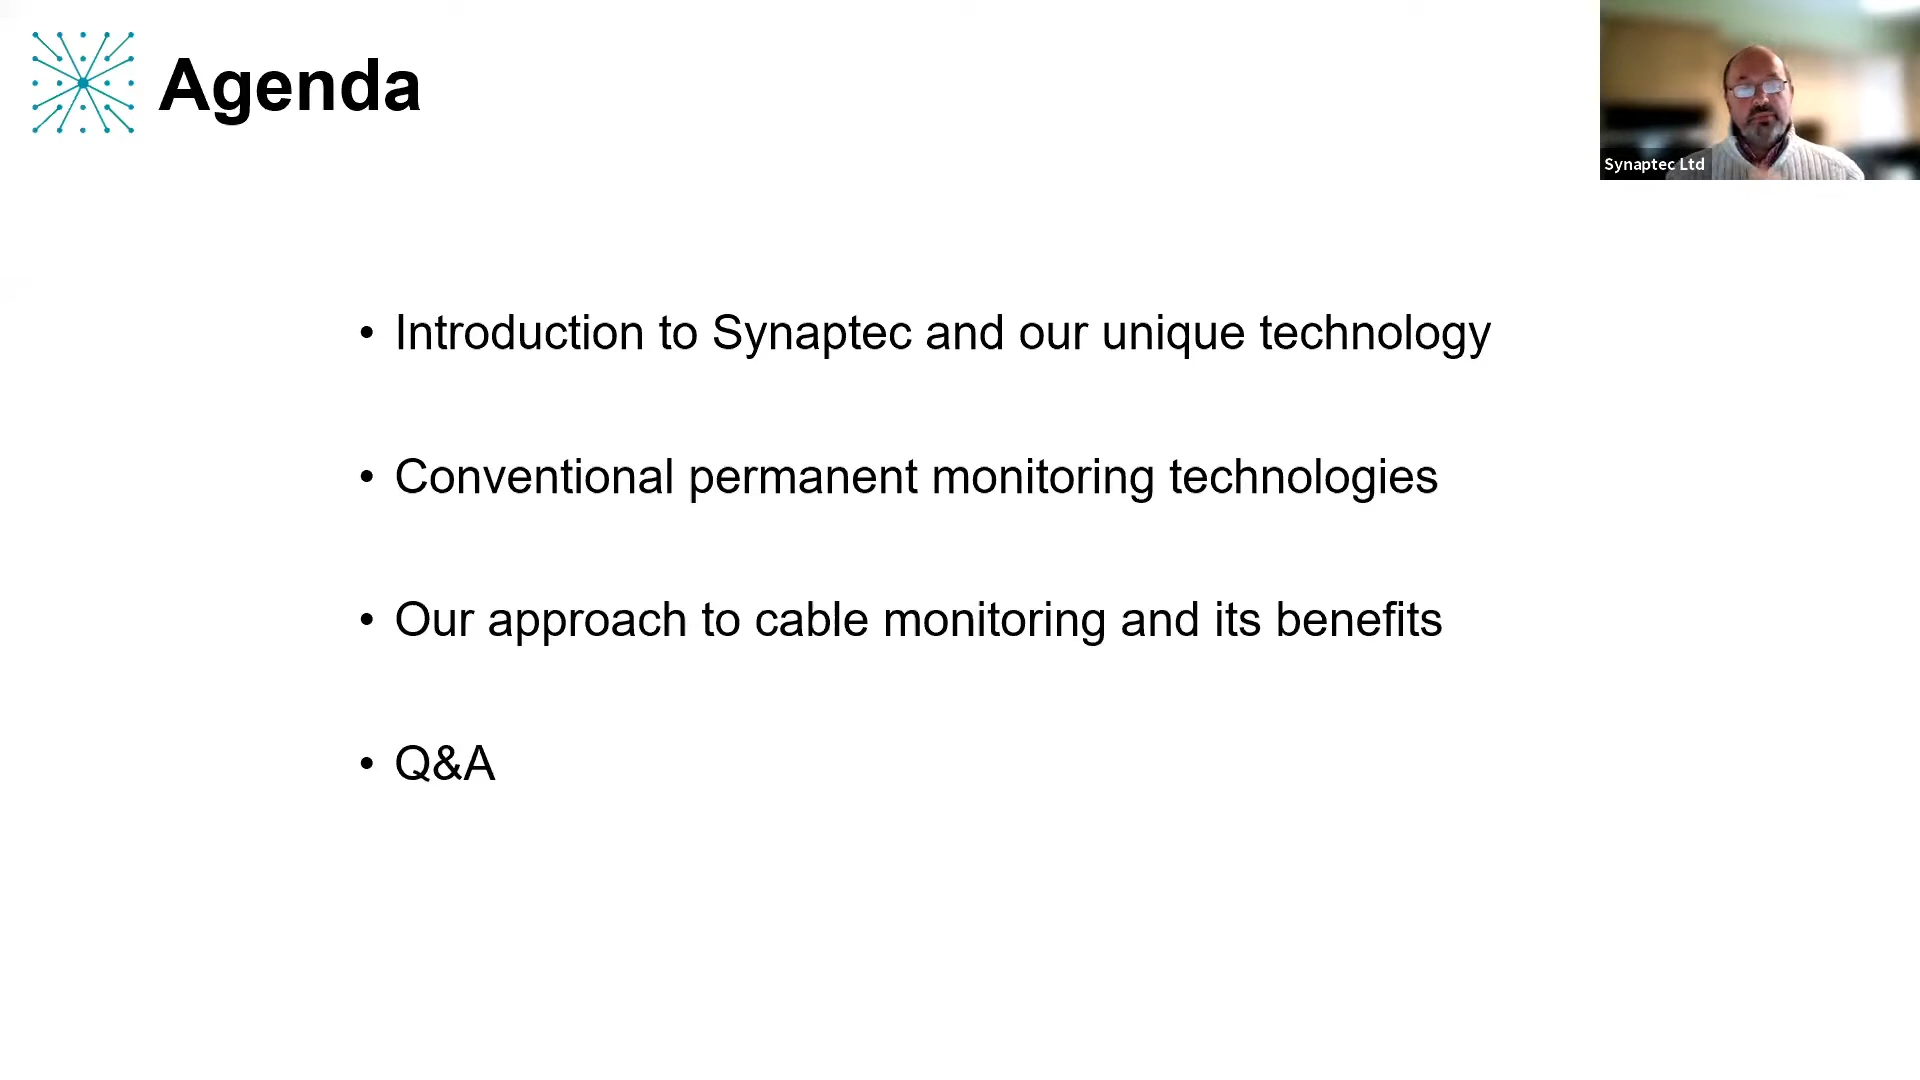 Agenda
Synaptec Ltd
• Introduction to Synaptec and our unique technology
• Conventional permanent monitoring technologies
• Our approach to cable monitoring and its benefits
• Q&A